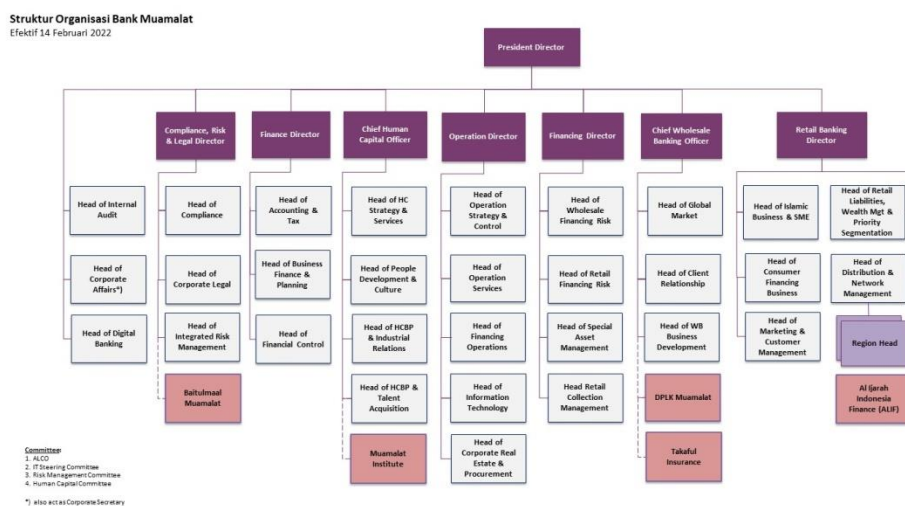 Struktur Organisasi Bank Muamalat
Efektif 14 Februari 2022
President Director
Compliance, Risk
& Legal Director
Finance Director
Chief Human
Capital Officer
Operation Director
Financing Director
Chief Wholesale
Banking Officer
Retail Banking
Director
Head of Internal
Audit
Head of
Corporate
Affairs*)
Head of Digital
Banking
Head of
Compliance
Head of
Corporate Legal
Head of
Integrated Risk
Management
Baitulmaal
Muamalat
Head of
Accounting &
Tax
Head of Business
Finance &
Planning
Head of
Financial Control
Head of HC
Strategy &
Services
Head of People
Development &
Culture
Head of HCBP
& Industrial
Relations
Head of HCBP &
Talent
Acquisition
Muamalat
Institute
Head of
Operation
Strategy &
Control
Head of
Operation
Services
Head of
Financing
Operations
Head of
Information
Technology
Head of
Corporate Real
Estate &
Procurement
Head of
Wholesale
Financing Risk
Head of Retail
Financing Risk
Head of Special
Asset
Management
Head Retail
Collection
Management
Head of Global
Market
Head of Client
Relationship
Head of WB
Business
Development
DPLK Muamalat
Takaful
Insurance
Head of Islamic
Business & SME
Head of
Consumer
Financing
Business
Head of
Marketing &
Customer
Management
Head of Retail
Liabilities,
Wealth Mgt &
Priority
Segmentation
Head of
Distribution &
Network
Management
Region Head
Al Ijarah
Indonesia
Finance (ALIF)
Committee:
1. ALCO
2. IT Steering Committee
3. Risk Management Committee
4. Human Capital Committee
*) also act as Corporate Secretary